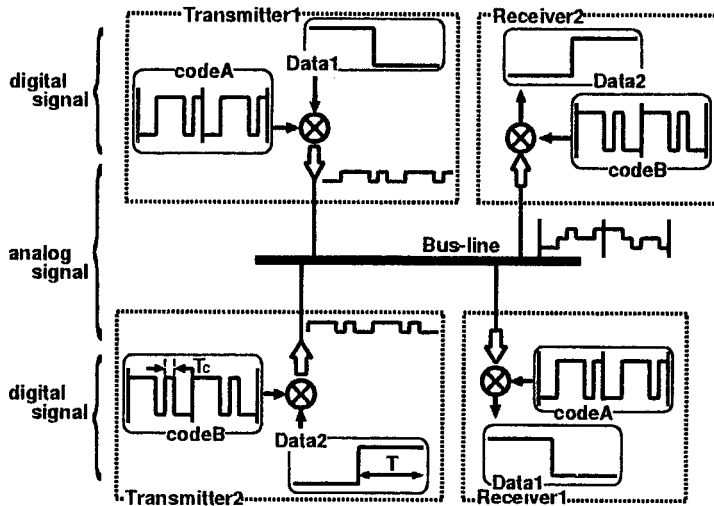 Transmitter1
Receiver2
digital
signal
codeA
Data1
Data2
codeB
analog
signal
Bus-line
digital
signal
Tc
codeB
Data2
T
Transmitter2
codeA
Data1
Receiver1